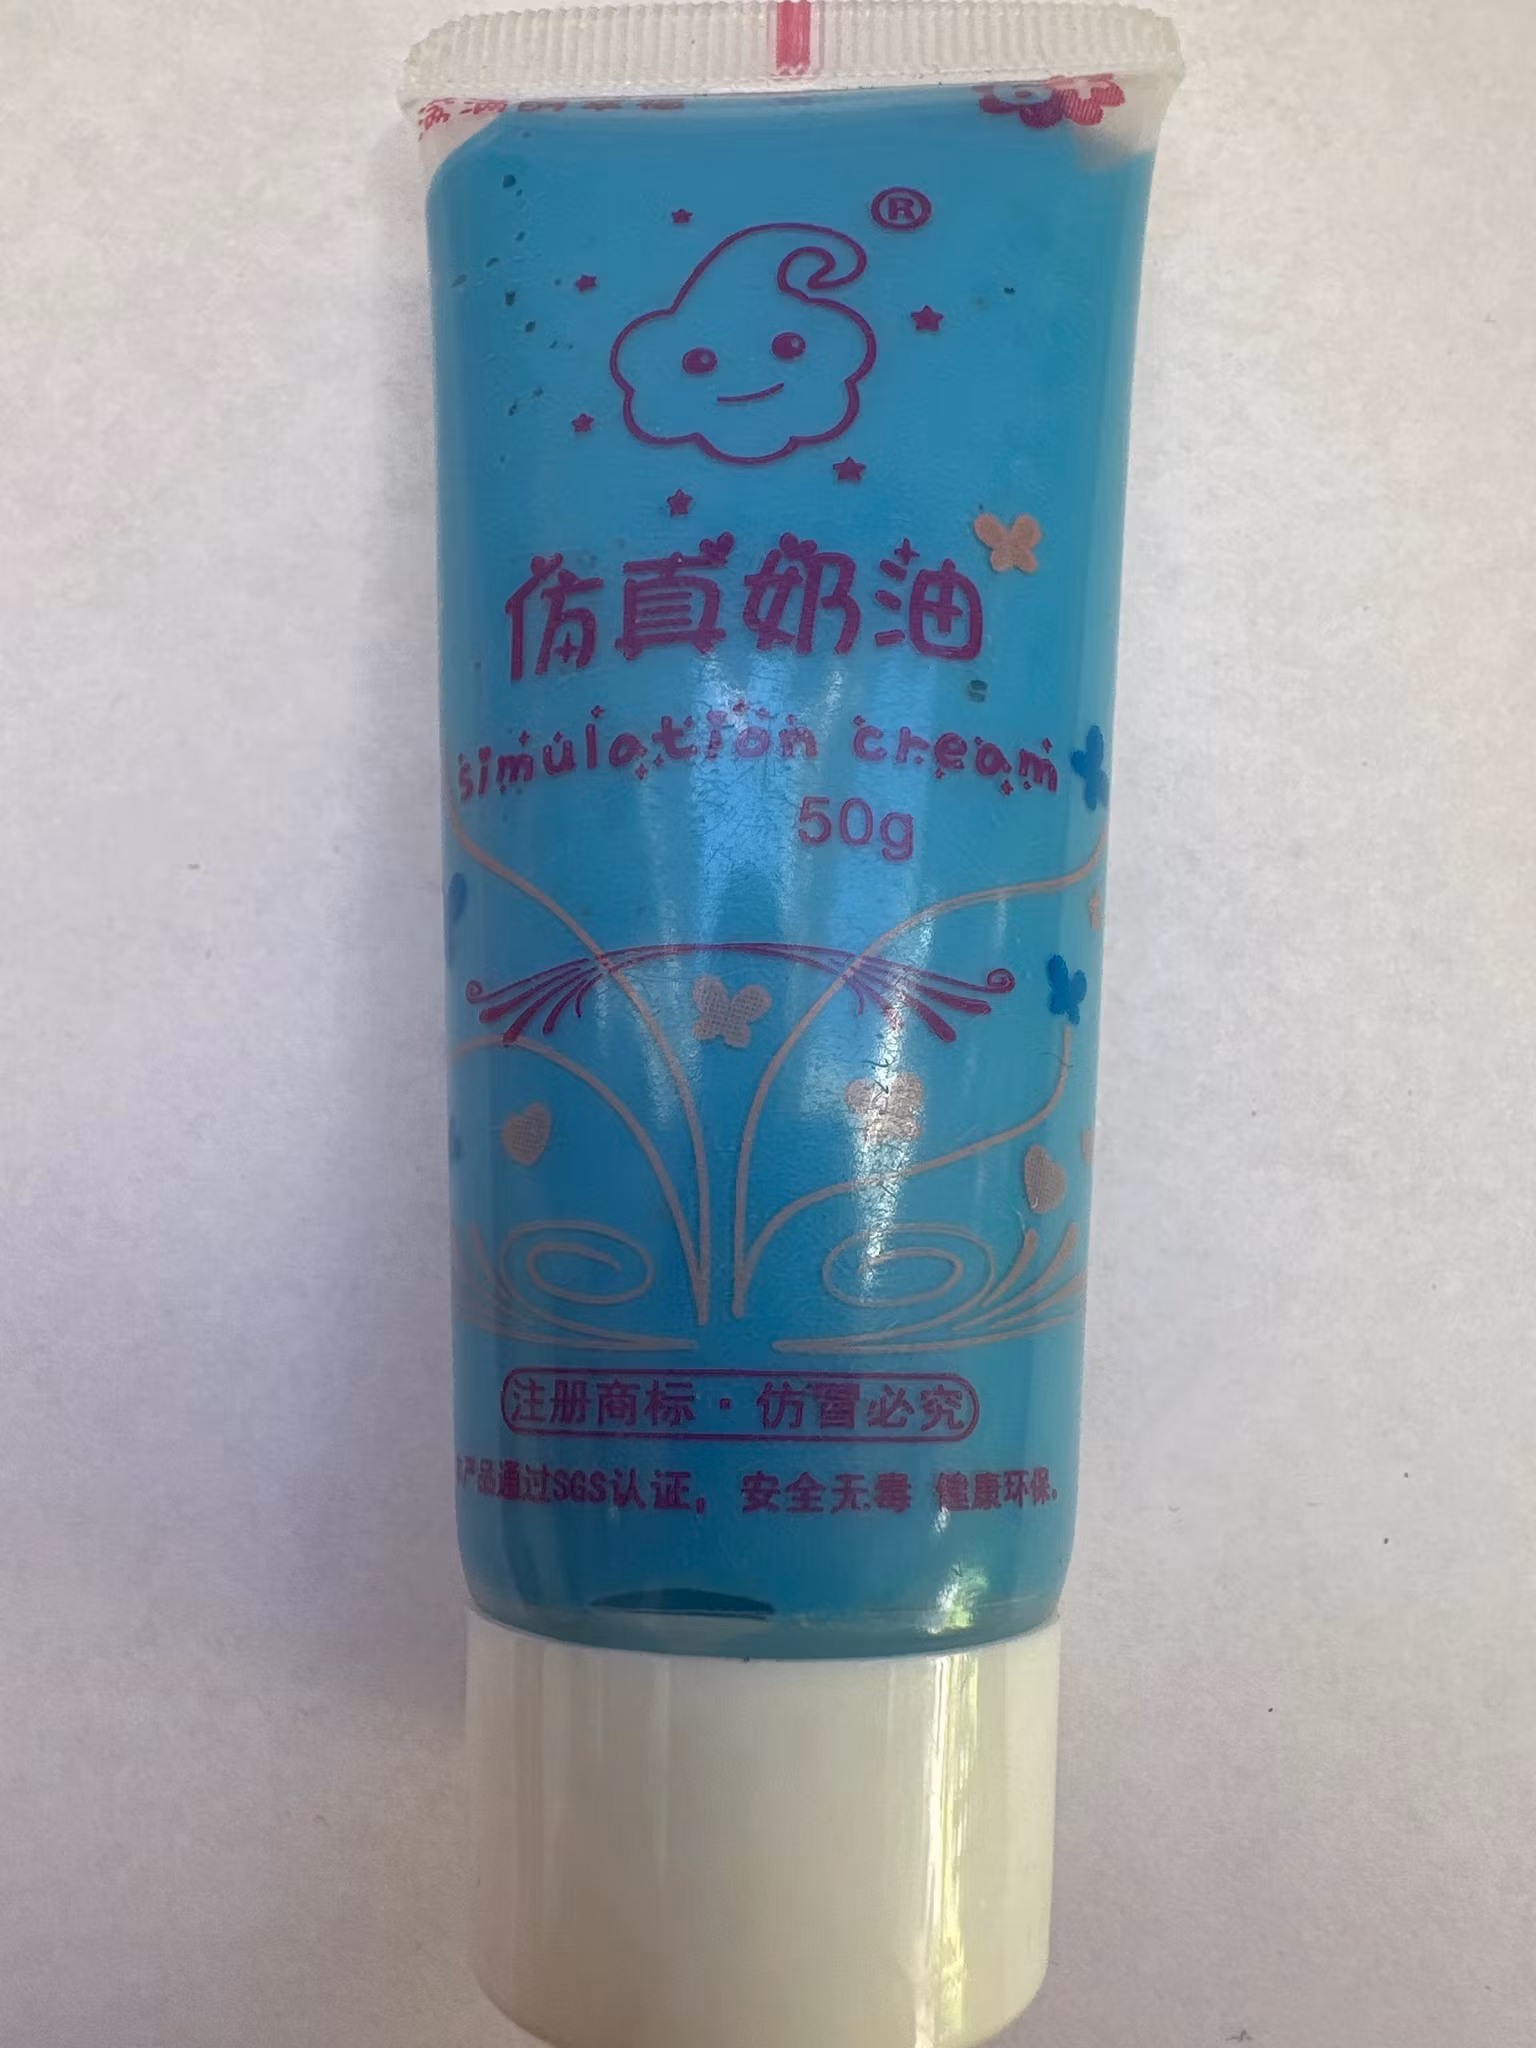 ®
仿真奶油
simulation cream
50g
注册商标·仿冒必究
产品通过SGS认证，安全无毒 健康环保.